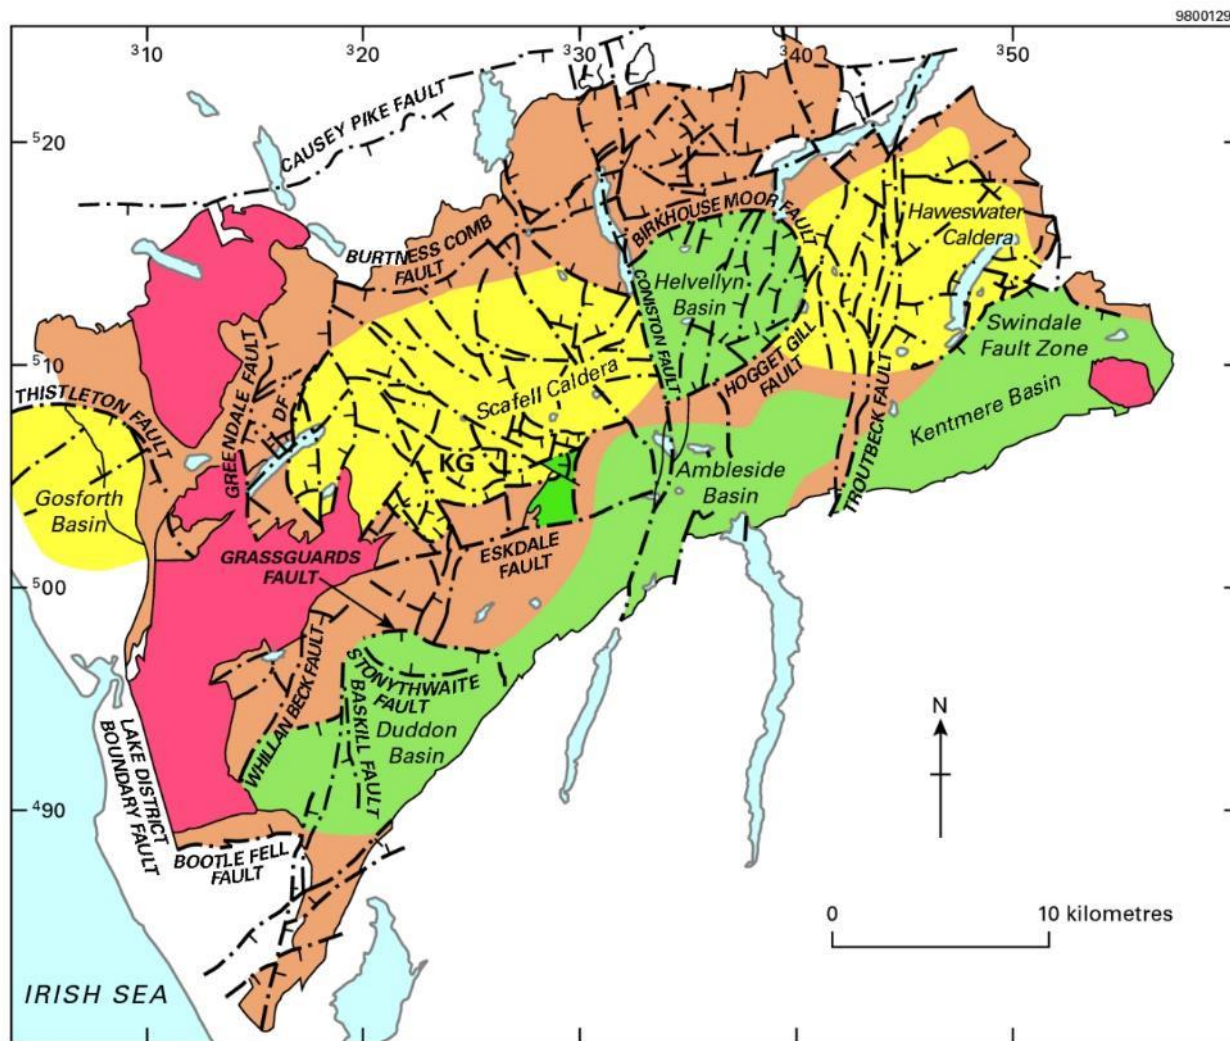 9800129
³10
³20
³30
³40
³50
⁵20
⁵10
⁵00
⁴90
CAUSEY PIKE FAULT
BURTNESS COMB
FAULT
BIRKHOUSE MOOR FAULT
Haweswater
Caldera
Helvellyn
Basin
CONISTON FAULT
HOGGET GILL
FAULT
Swindale
Fault Zone
THISTLETON FAULT
GREENDALE FAULT
DF
Scafell Caldera
TROUTBECK FAULT
Kentmere Basin
KG
Gosforth
Basin
Ambleside
Basin
GRASSGUARDS
FAULT
ESKDALE
FAULT
WHILLAN BECK FAULT
STONYTHWAITE
FAULT
BASKILL FAULT
Duddon
Basin
LAKE DISTRICT
BOUNDARY FAULT
BOOTLE FELL
FAULT
N
0
10 kilometres
IRISH SEA